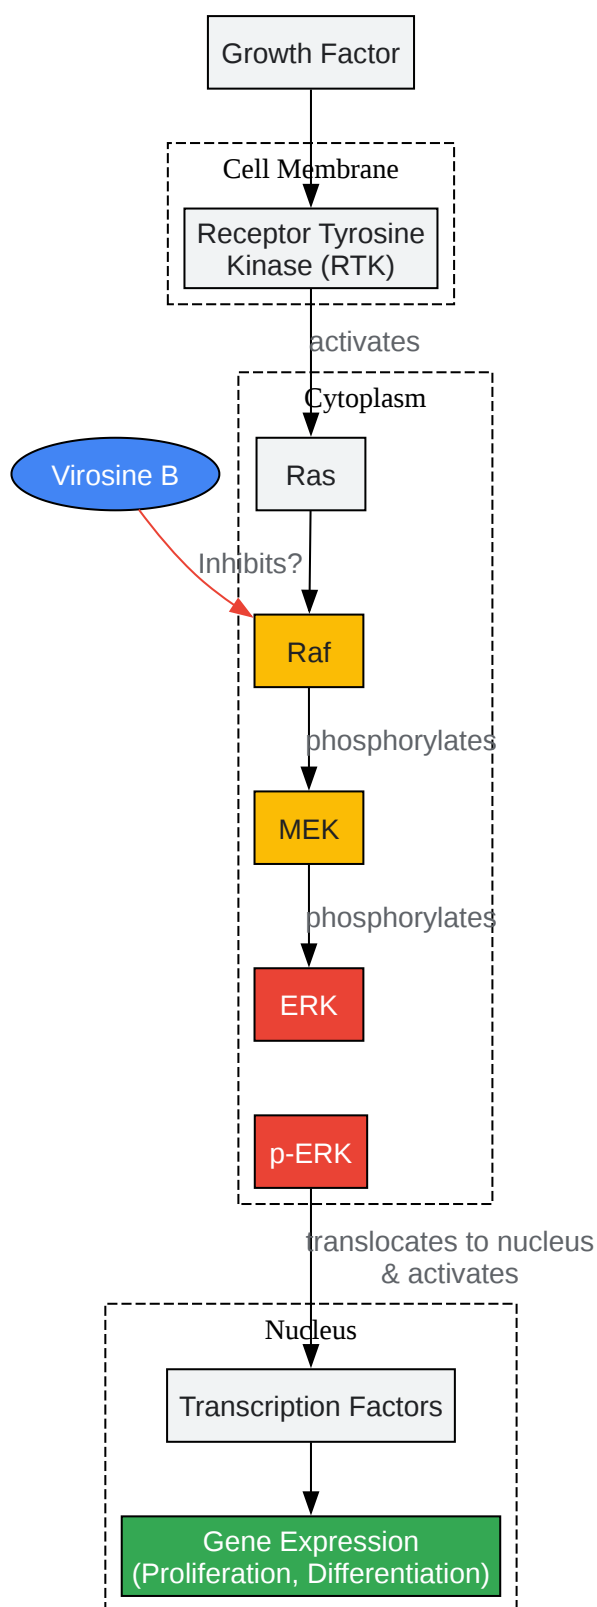 Growth Factor
Cell Membrane
Receptor Tyrosine
Kinase (RTK)
activates
Cytoplasm
Virosine B
Ras
Inhibits?
Raf
phosphorylates
MEK
phosphorylates
ERK
p-ERK
translocates to nucleus
& activates
Nucleus
Transcription Factors
Gene Expression
(Proliferation, Differentiation)